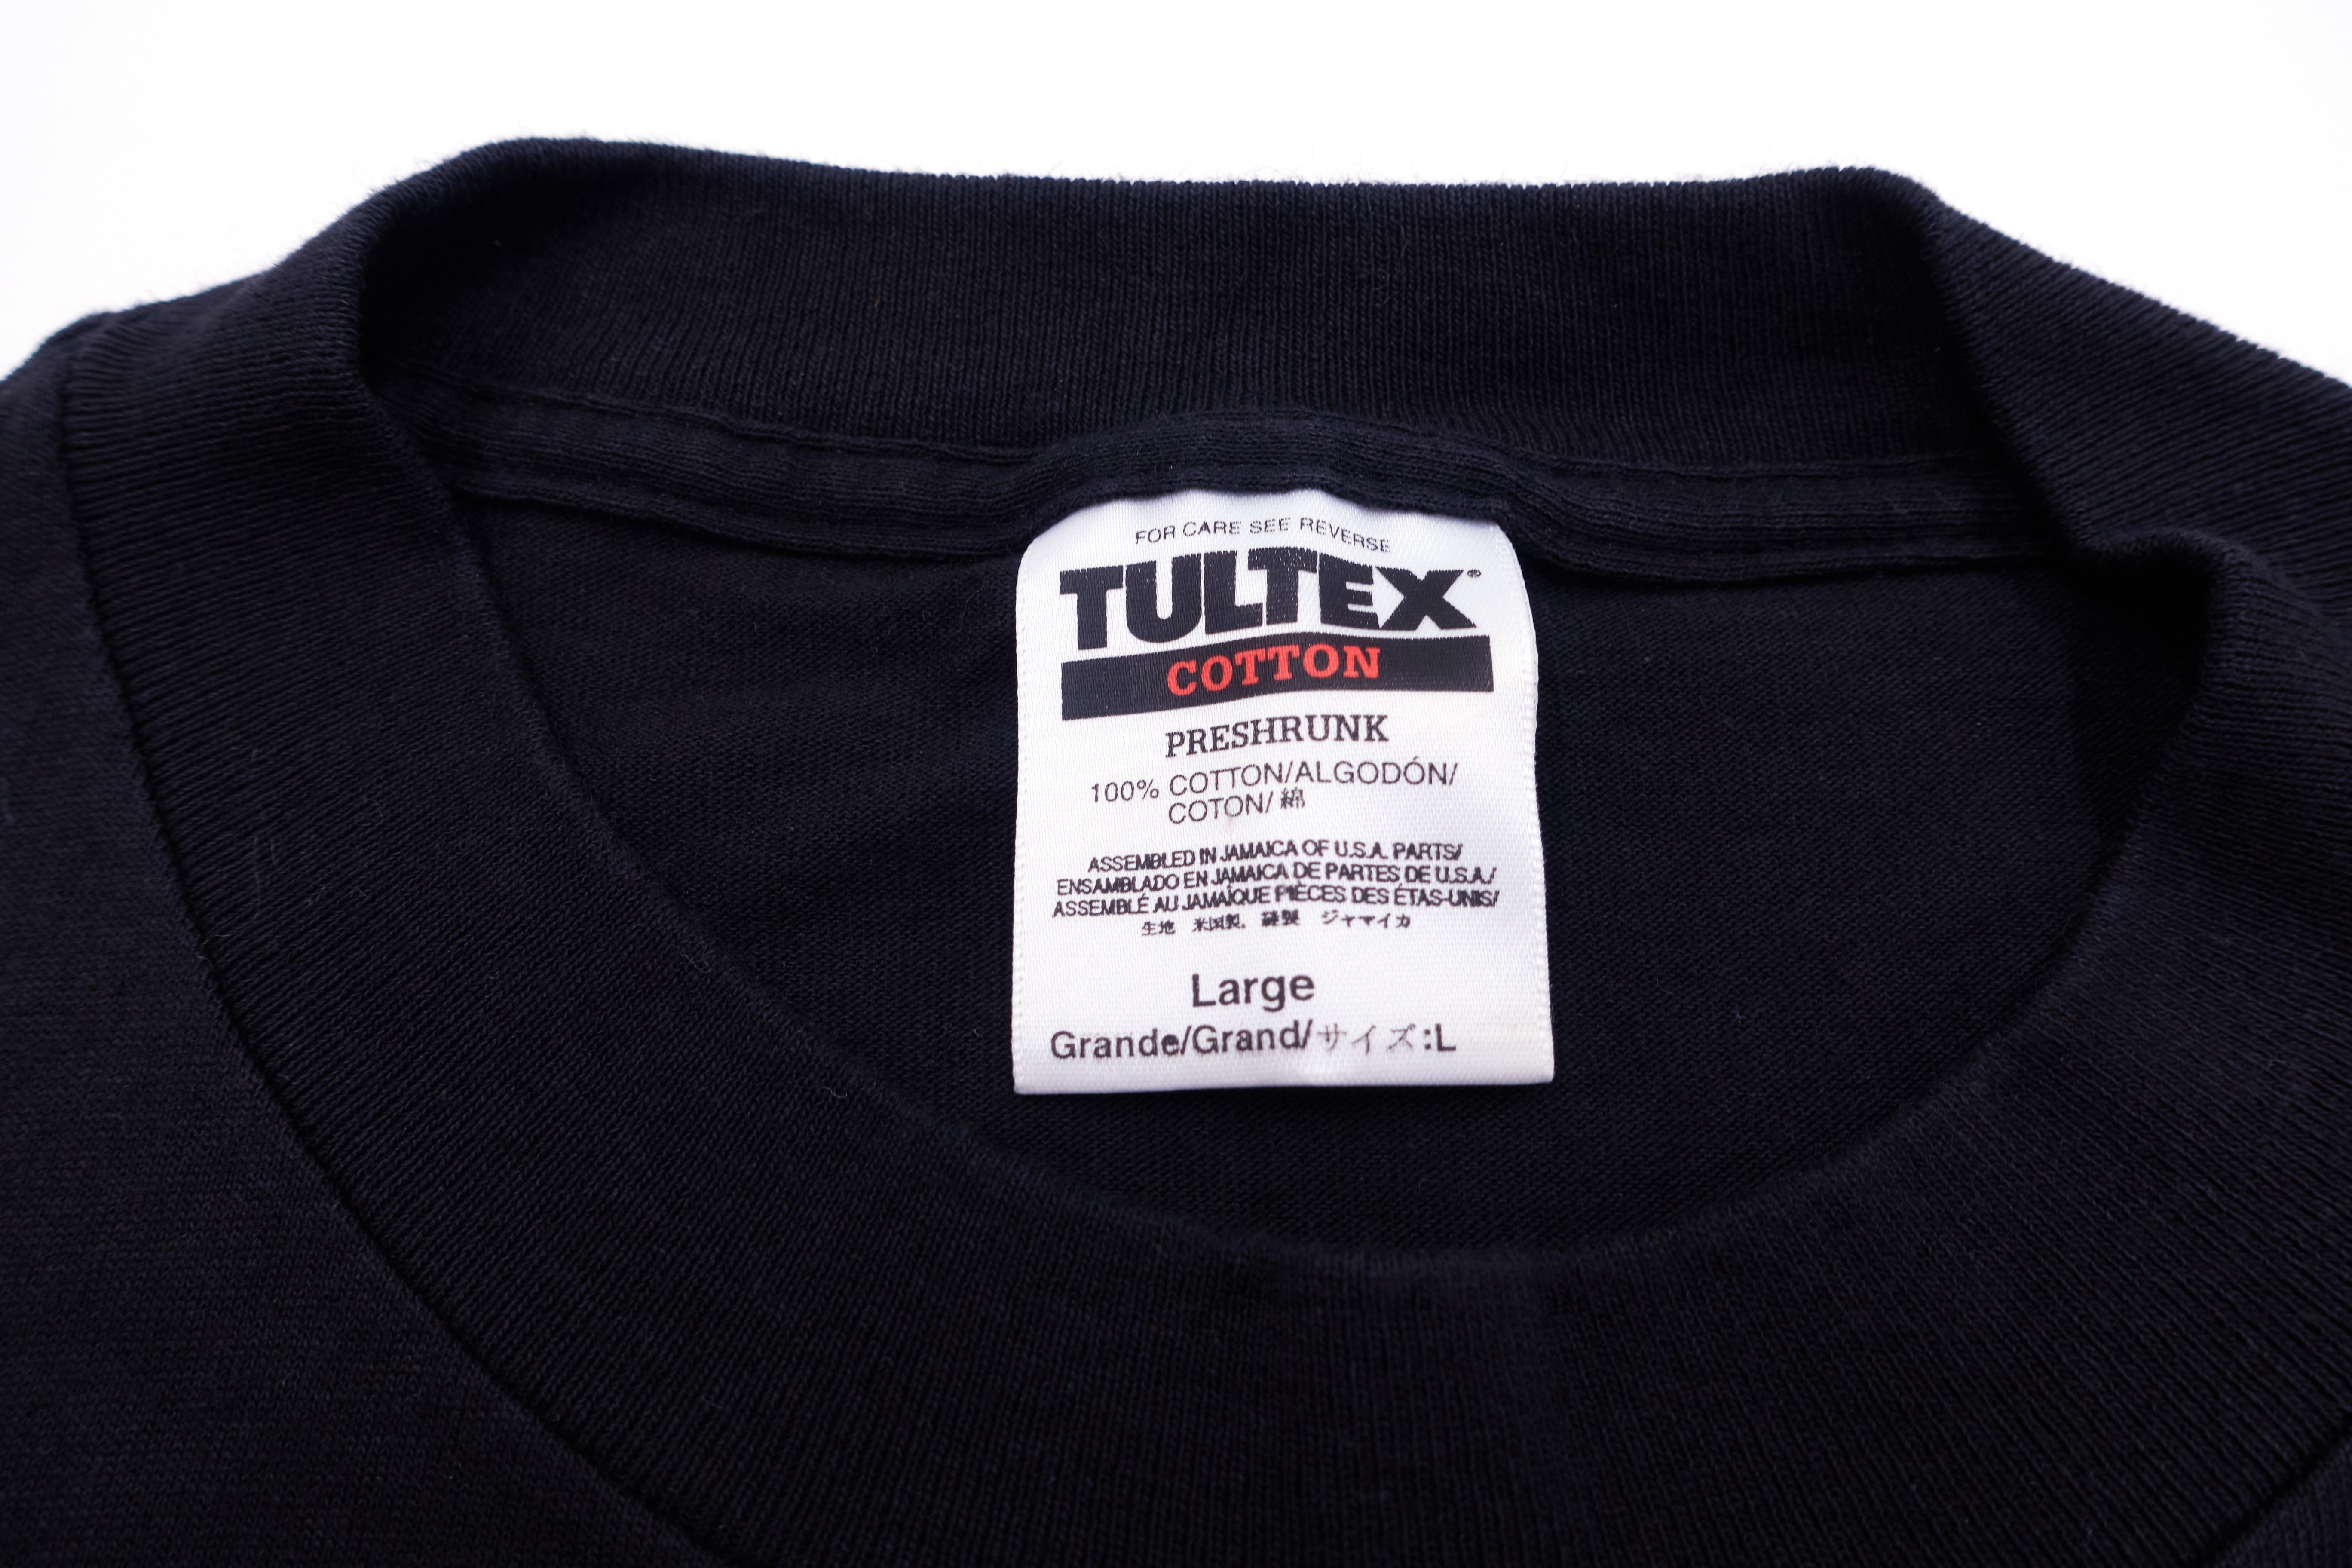 FOR CARE SEE REVERSE
TULTEX®
COTTON
PRESHRUNK
100% COTTON/ALGODÓN/
COTON/綿
ASSEMBLED IN JAMAICA OF U.S.A. PARTS/
ENSAMBLADO EN JAMAICA DE PARTES DE U.S.A./
ASSEMBLÉ AU JAMAÏQUE PIÈCES DES ÉTAS-UNIS/
生地 米国製, 縫製 ジャマイカ
Large
Grande/Grand/サイズ:L